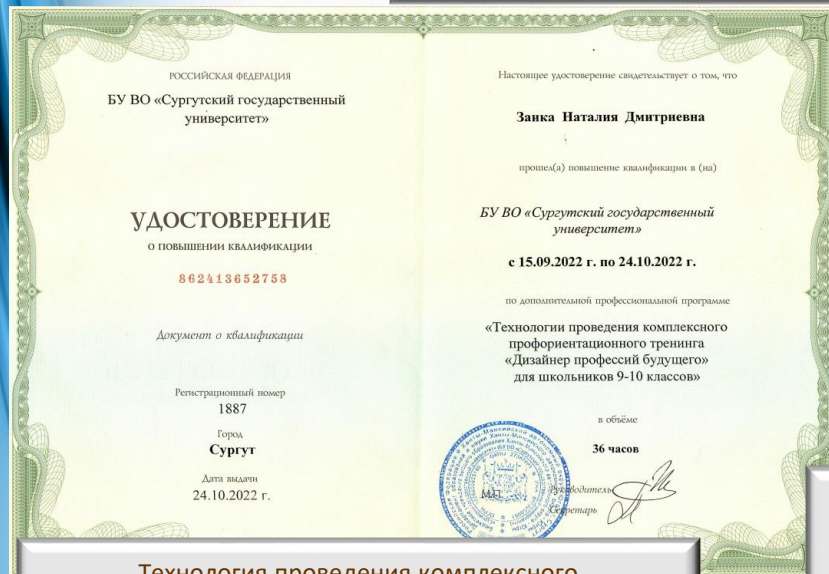 РОССИЙСКАЯ ФЕДЕРАЦИЯ
БУ ВО «Сургутский государственный
университет»
УДОСТОВЕРЕНИЕ
О ПОВЫШЕНИИ КВАЛИФИКАЦИИ
862413652758
Документ о квалификации
Регистрационный номер
1887
Город
Сургут
Дата выдачи
24.10.2022 г.
Настоящее удостоверение свидетельствует о том, что
Заика Наталия Дмитриевна
прошел(а) повышение квалификации в (на)
БУ ВО «Сургутский государственный
университет»
с 15.09.2022 г. по 24.10.2022 г.
по дополнительной профессиональной программе
«Технологии проведения комплексного
профориентационного тренинга
«Дизайнер профессий будущего»
для школьников 9-10 классов»
в объёме
36 часов
М.П.
Руководитель
Секретарь
Технология проведения комплексного